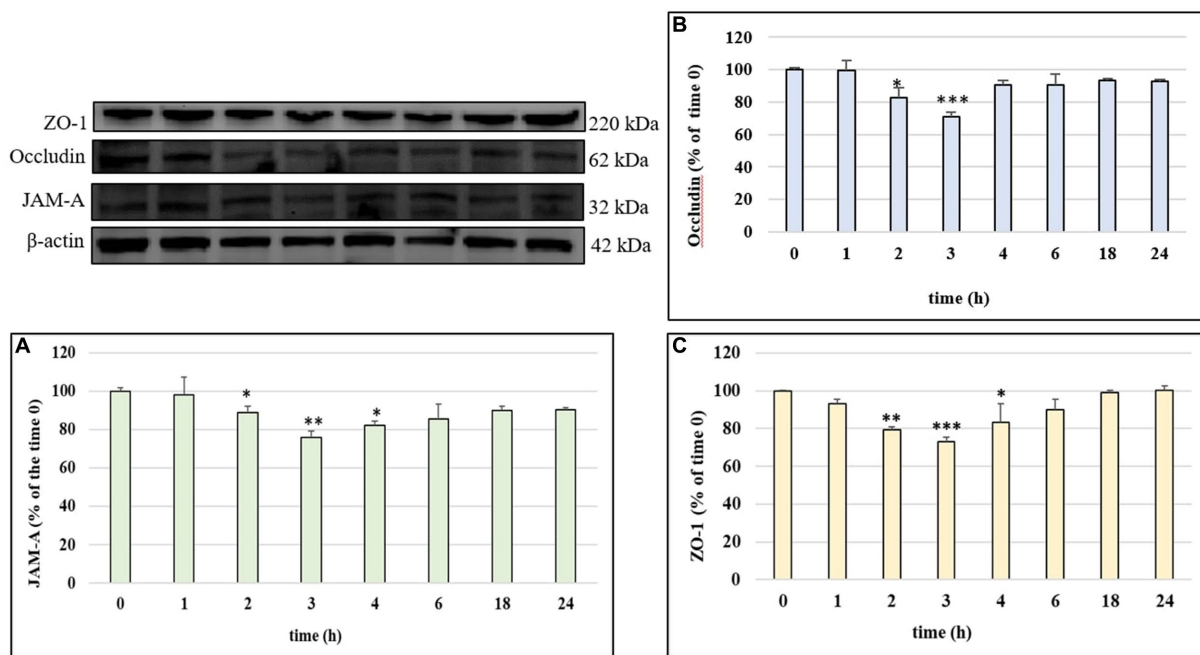 ZO-1
220 kDa
Occludin
62 kDa
JAM-A
32 kDa
β-actin
42 kDa
B
Occludin (% of time 0)
120
100
80
60
40
20
0
*
***
0 1 2 3 4 6 18 24
time (h)
A
JAM-A (% of the time 0)
120
100
80
60
40
20
0
*
**
*
0 1 2 3 4 6 18 24
time (h)
C
ZO-1 (% of time 0)
120
100
80
60
40
20
0
**
***
*
0 1 2 3 4 6 18 24
time (h)